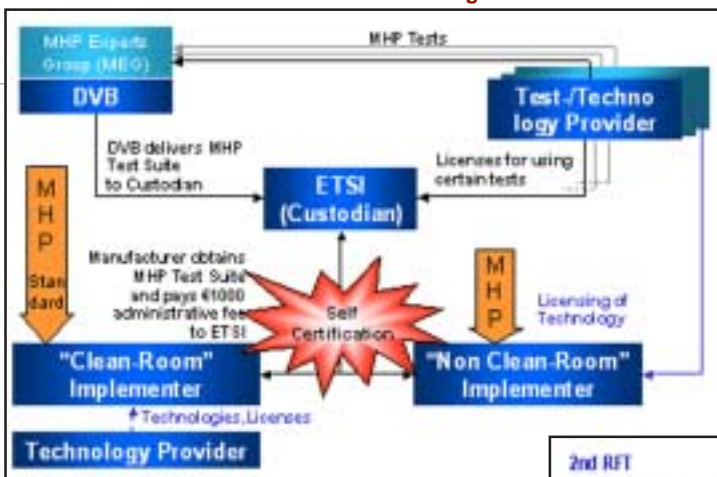 MHP Tests
MHP Experts
Group (MEG)
DVB
Test-/Techno
logy Provider
DVB delivers MHP
Test Suite
to Custodian
Licenses for using
certain tests
ETSI
(Custodian)
M
H
P
Stan
dard
Manufacturer obtains
MHP Test Suite
and pays €1000
administrative fee
to ETSI
Self
Certification
M
H
P
Licensing of
Technology
"Clean-Room"
Implementer
"Non Clean-Room"
Implementer
Technologies, Licenses
Technology Provider
2nd RFT